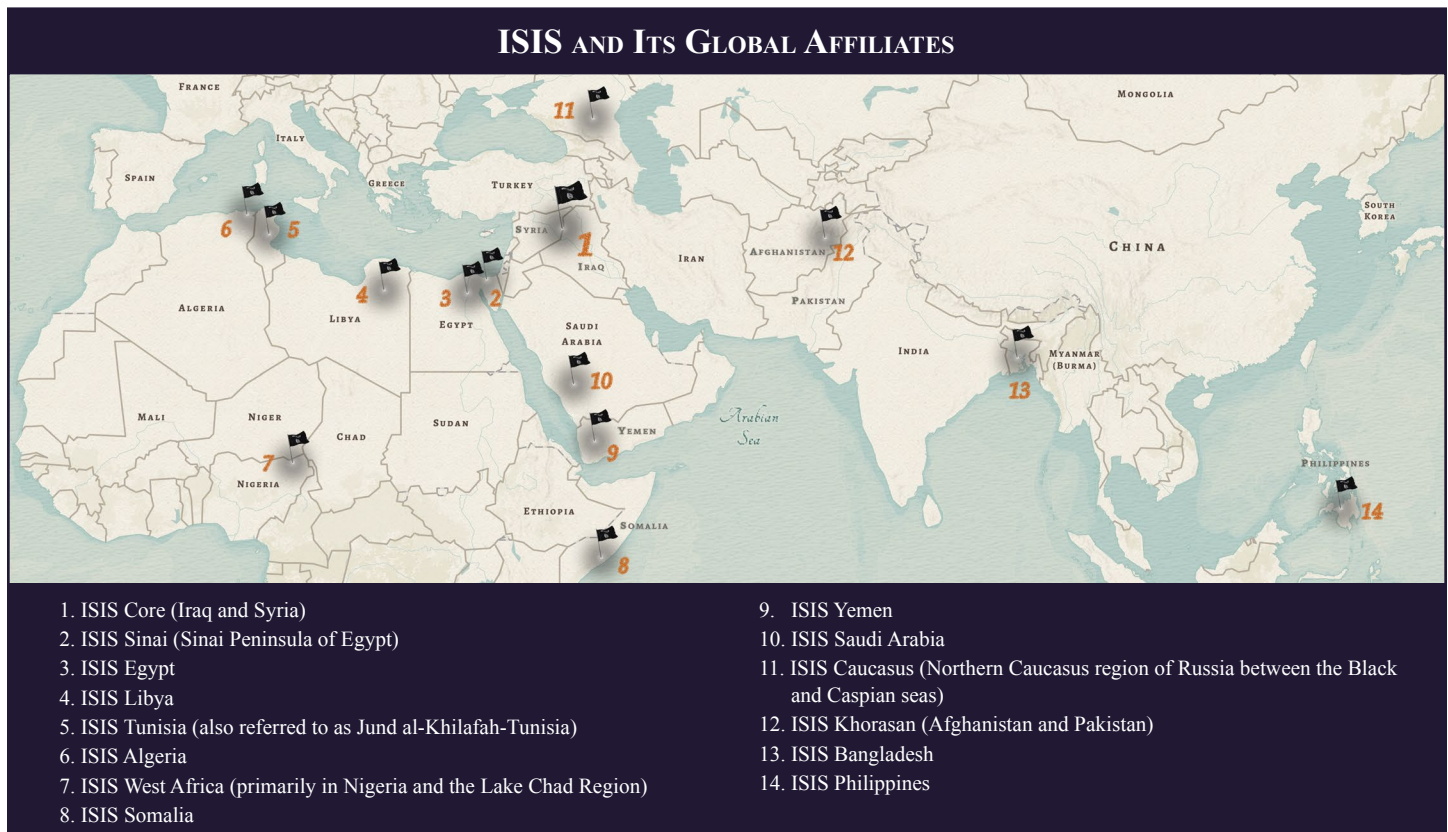 ISIS AND ITS GLOBAL AFFILIATES
FRANCE
MONGOLIA
11
ITALY
SPAIN
GREECE
TURKEY
SOUTH
KOREA
6
5
SYRIA
1
CHINA
AFGHANISTAN
12
IRAN
IRAQ
4
3
2
PAKISTAN
ALGERIA
LIBYA
EGYPT
SAUDI
ARABIA
INDIA
MYANMAR
(BURMA)
10
13
MALI
NIGER
CHAD
SUDAN
Arabian
Sea
YEMEN
9
7
NIGERIA
PHILIPPINES
14
ETHIOPIA
SOMALIA
8
1. ISIS Core (Iraq and Syria)
2. ISIS Sinai (Sinai Peninsula of Egypt)
3. ISIS Egypt
4. ISIS Libya
5. ISIS Tunisia (also referred to as Jund al-Khilafah-Tunisia)
6. ISIS Algeria
7. ISIS West Africa (primarily in Nigeria and the Lake Chad Region)
8. ISIS Somalia
9. ISIS Yemen
10. ISIS Saudi Arabia
11. ISIS Caucasus (Northern Caucasus region of Russia between the Black
and Caspian seas)
12. ISIS Khorasan (Afghanistan and Pakistan)
13. ISIS Bangladesh
14. ISIS Philippines